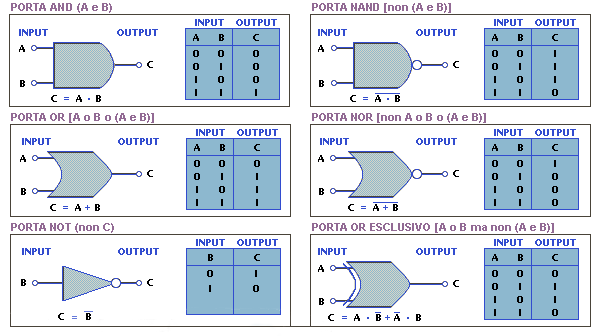 PORTA AND (A e B)
INPUT OUTPUT
A
B
C
C = A · B
INPUT OUTPUT
A B C
0 0 0
0 1 0
1 0 0
1 1 1
PORTA NAND [non (A e B)]
INPUT OUTPUT
A
B
C
C = A̅ ·̅ B̅
INPUT OUTPUT
A B C
0 0 1
0 1 1
1 0 1
1 1 0
PORTA OR [A o B o (A e B)]
INPUT OUTPUT
A
B
C
C = A + B
INPUT OUTPUT
A B C
0 0 0
0 1 1
1 0 1
1 1 1
PORTA NOR [non A o B o (A e B)]
INPUT OUTPUT
A
B
C
C = A̅ +̅ B̅
INPUT OUTPUT
A B C
0 0 1
0 1 0
1 0 0
1 1 0
PORTA NOT (non C)
INPUT OUTPUT
B
C
C = B̅
INPUT OUTPUT
B C
0 1
1 0
PORTA OR ESCLUSIVO [A o B ma non (A e B)]
INPUT OUTPUT
A
B
C
C = A · B̅ + A̅ · B
INPUT OUTPUT
A B C
0 0 0
0 1 1
1 0 1
1 1 0